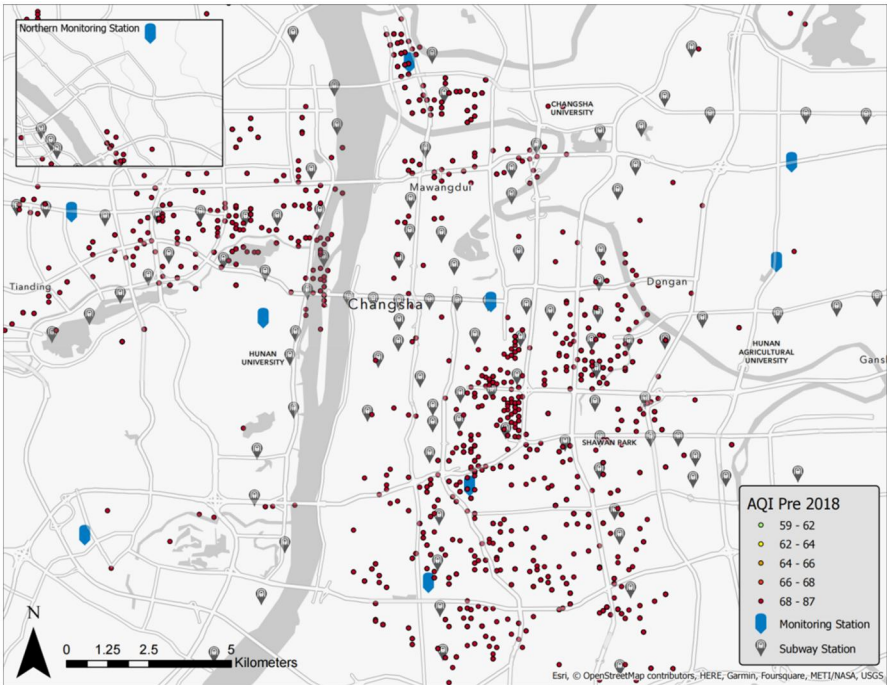 Northern Monitoring Station
CHANGSHA
UNIVERSITY
Mawangdui
Tianding
Dongan
Changsha
HUNAN
UNIVERSITY
HUNAN
AGRICULTURAL
UNIVERSITY
Gansh
SHAWAN PARK
AQI Pre 2018
59 - 62
62 - 64
64 - 66
66 - 68
68 - 87
Monitoring Station
Subway Station
N
0 1.25 2.5 5
Kilometers
Esri, © OpenStreetMap contributors, HERE, Garmin, Foursquare, METI/NASA, USGS